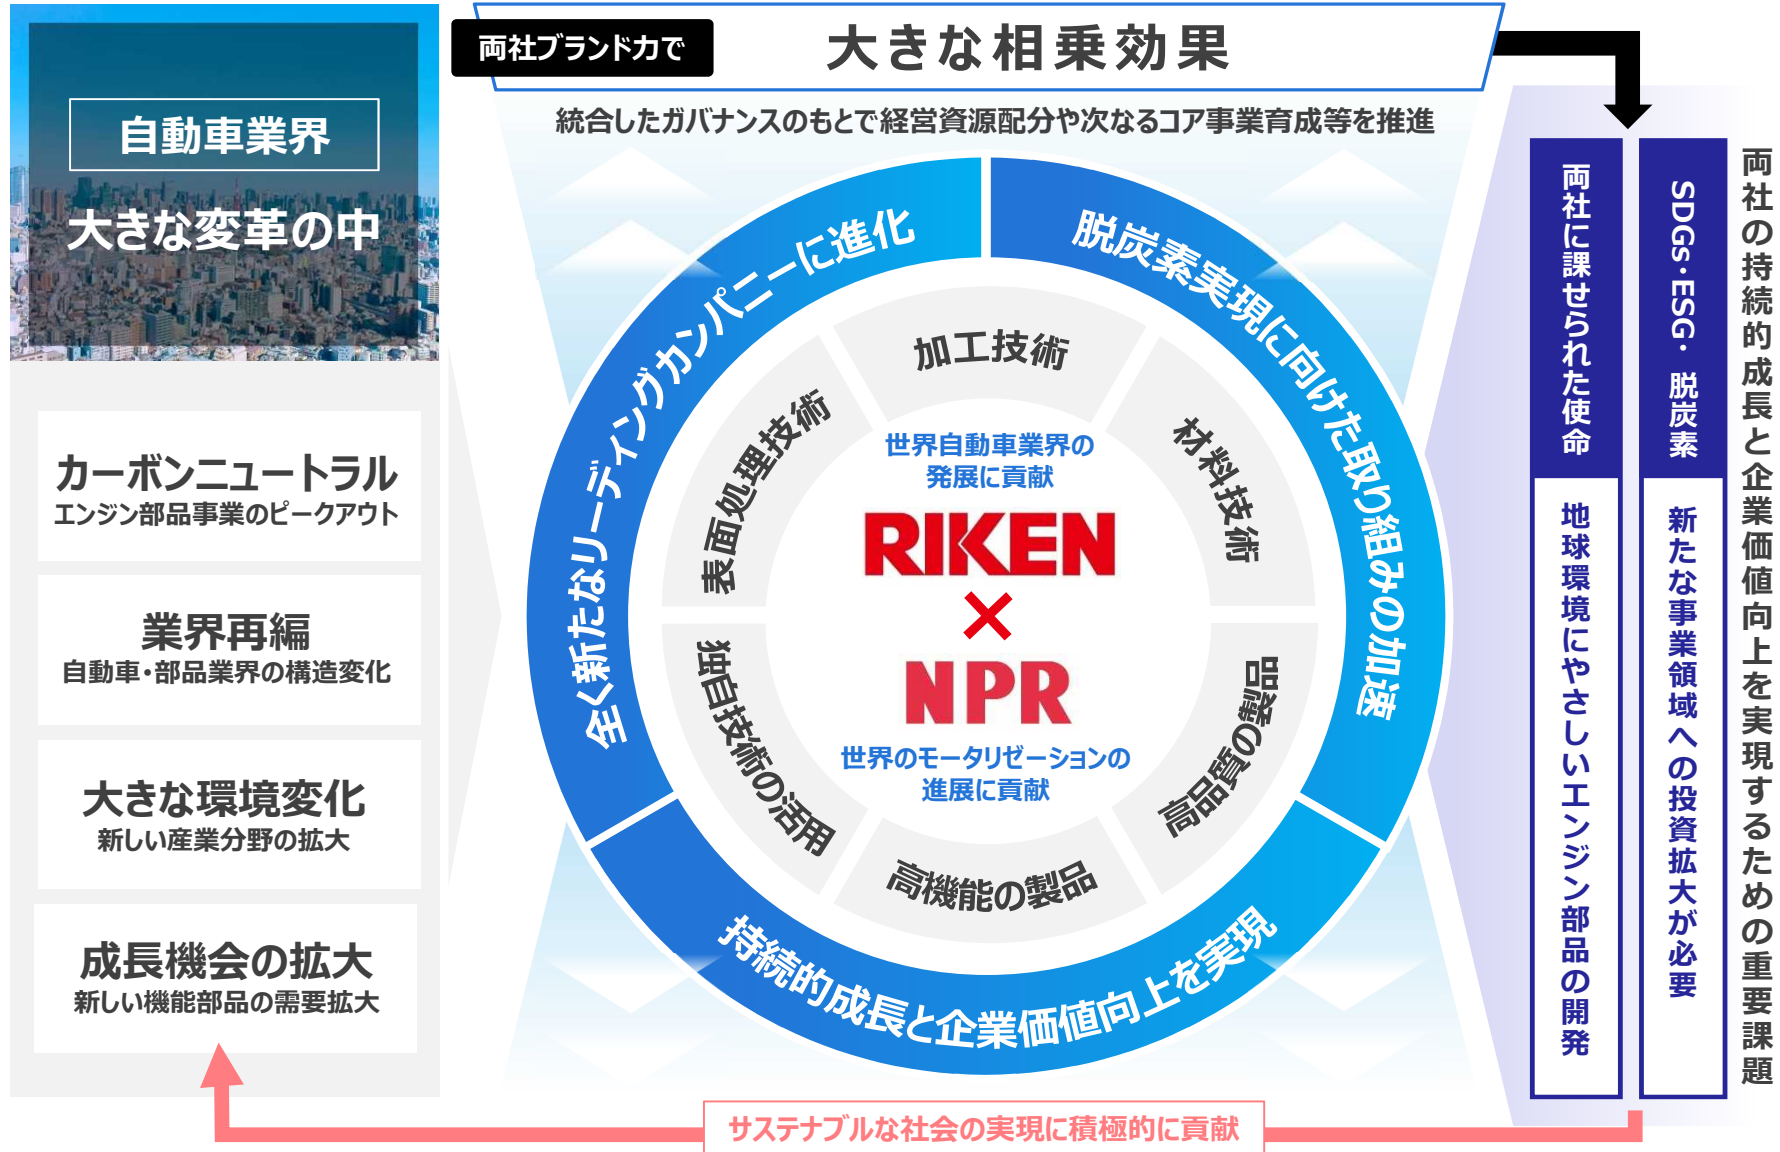 自動車業界
大きな変革の中
カーボンニュートラル
エンジン部品事業のピークアウト
業界再編
自動車・部品業界の構造変化
大きな環境変化
新しい産業分野の拡大
成長機会の拡大
新しい機能部品の需要拡大
両社ブランド力で
大きな相乗効果
統合したガバナンスのもとで経営資源配分や次なるコア事業育成等を推進
全く新たなリーディングカンパニーに進化
脱炭素実現に向けた取り組みの加速
持続的成長と企業価値向上を実現
加工技術
材料技術
高品質の製品
高機能の製品
独自技術の活用
表面処理技術
世界自動車業界の
発展に貢献
RIKEN
×
NPR
世界のモータリゼーションの
進展に貢献
両社に課せられた使命
地球環境にやさしいエンジン部品の開発
SDGs・ESG・脱炭素
新たな事業領域への投資拡大が必要
両社の持続的成長と企業価値向上を実現するための重要課題
サステナブルな社会の実現に積極的に貢献